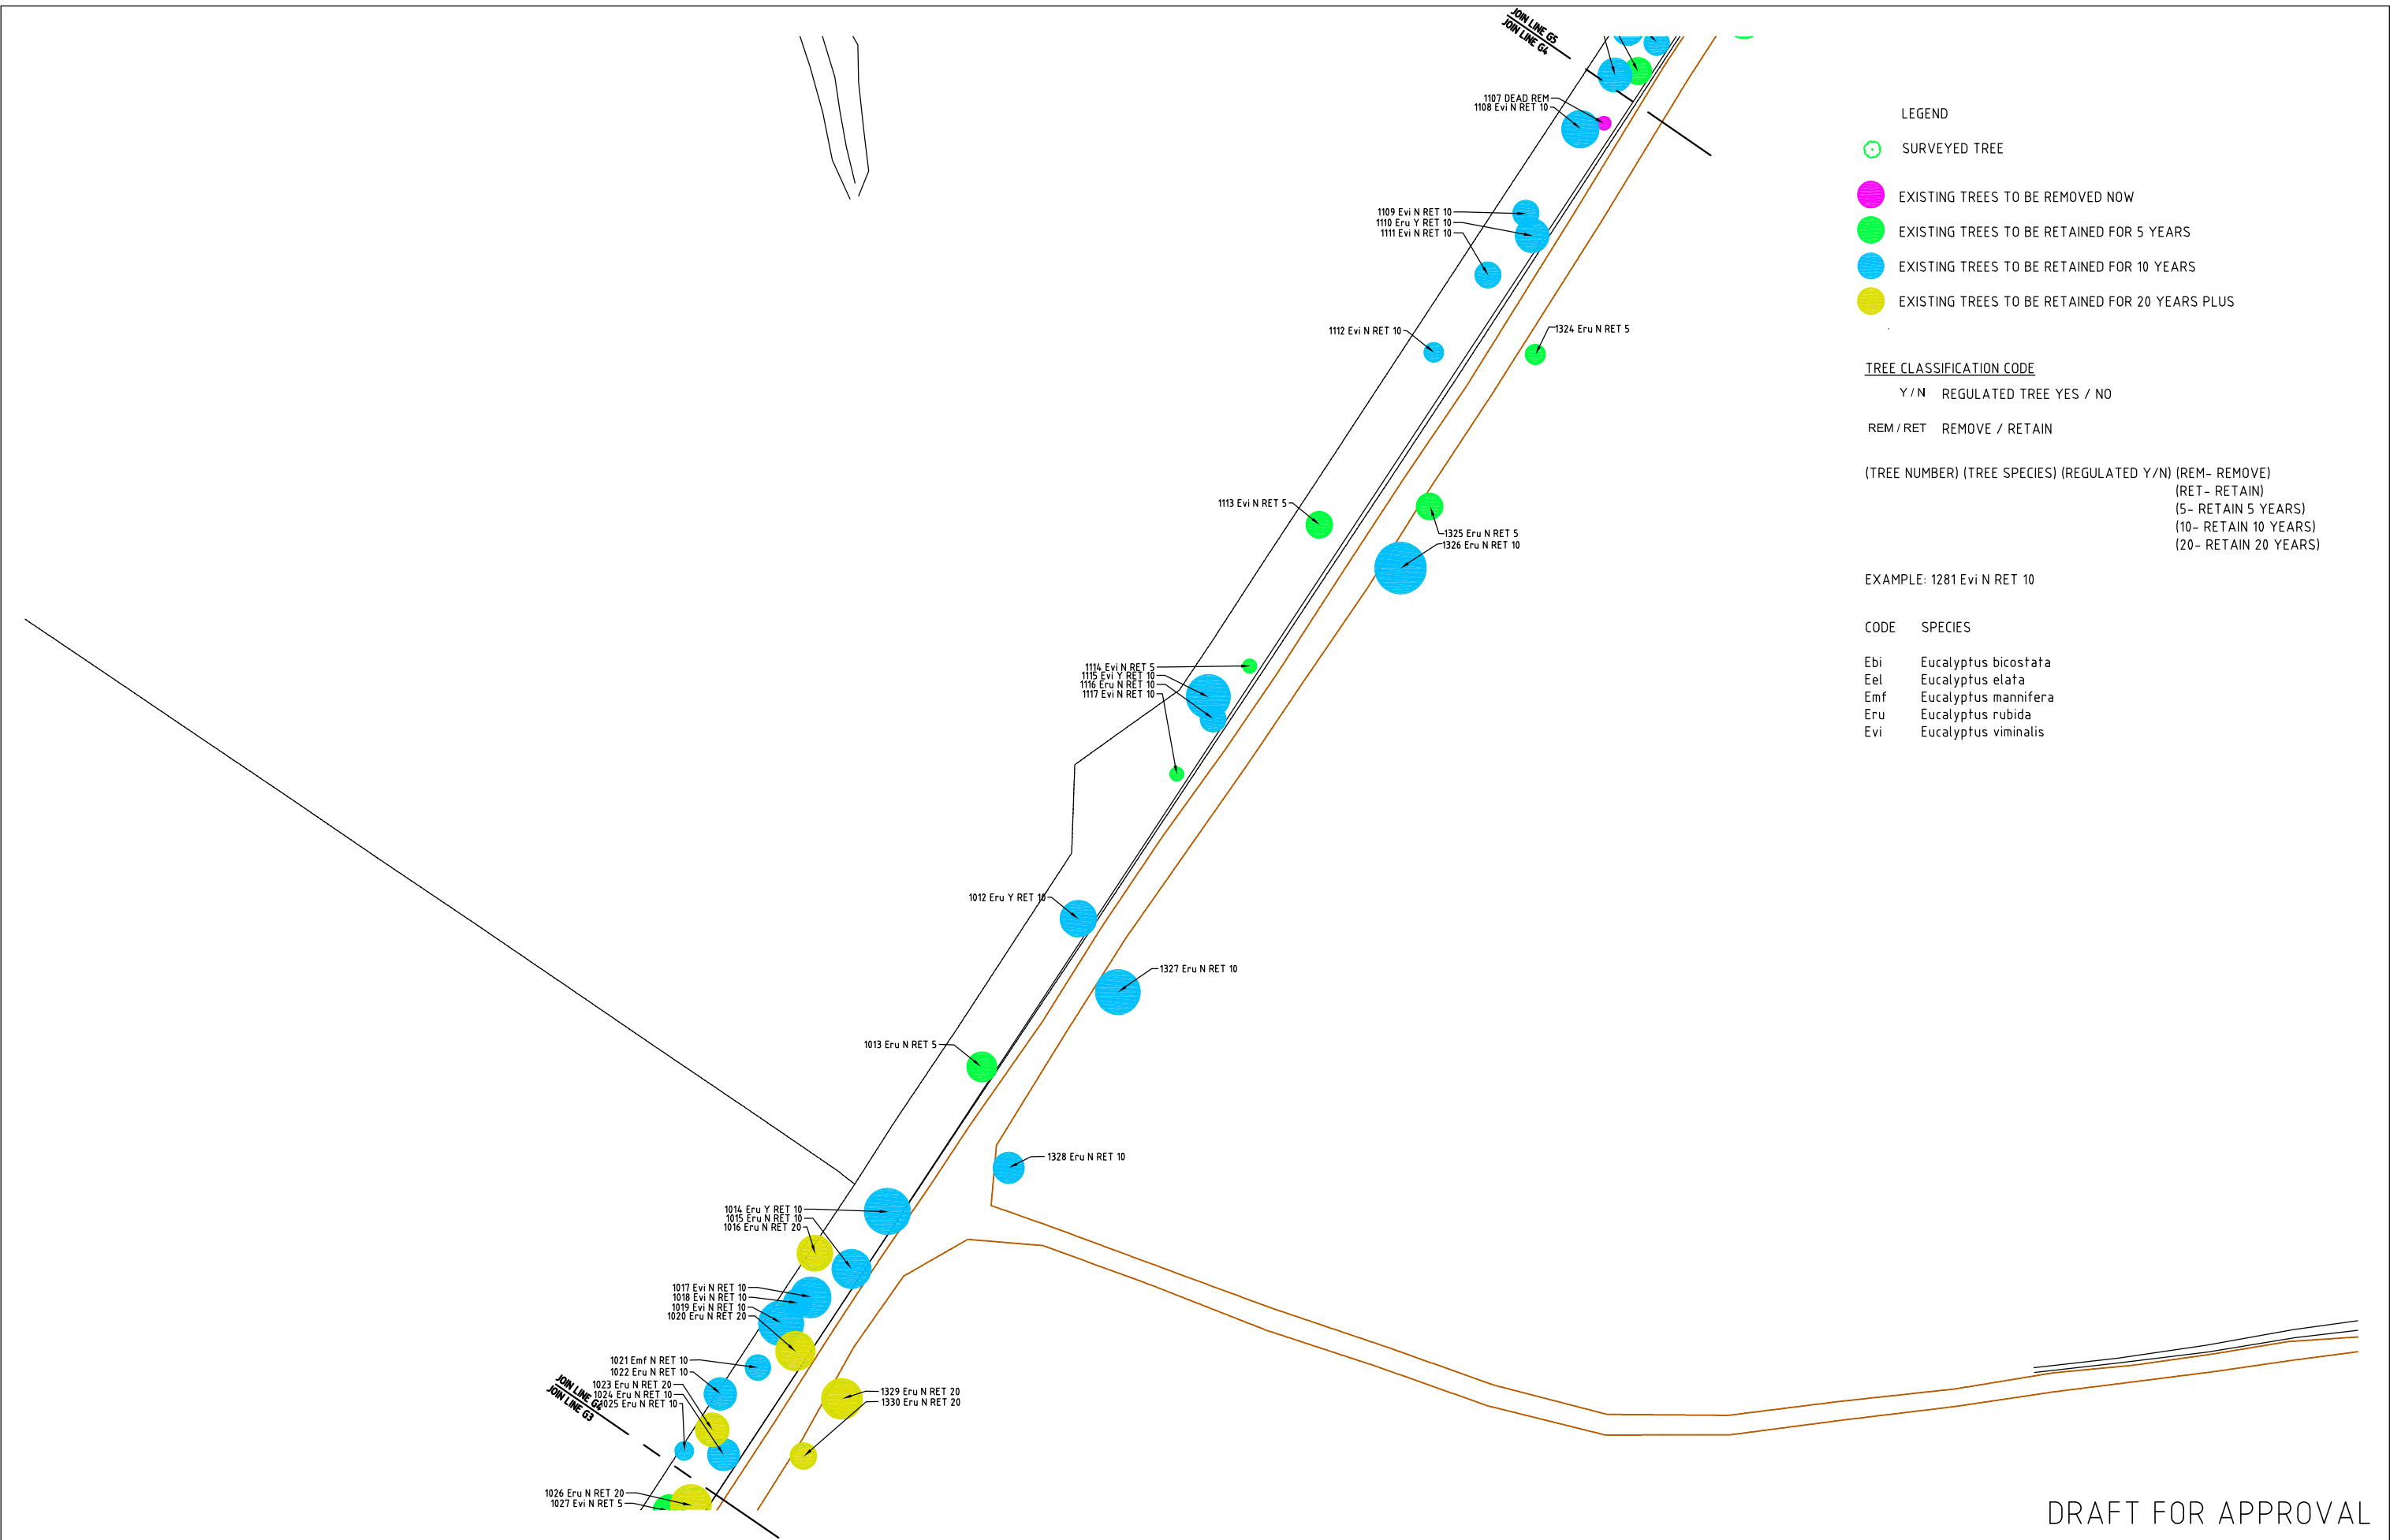 JOIN LINE G5
JOIN LINE G4
1107 DEAD REM
1108 Evi N RET 10
1109 Evi N RET 10
1110 Eru Y RET 10
1111 Evi N RET 10
1112 Evi N RET 10
1324 Eru N RET 5
1113 Evi N RET 5
1325 Eru N RET 5
1326 Eru N RET 10
1114 Evi N RET 5
1115 Evi Y RET 10
1116 Eru N RET 10
1117 Evi N RET 10
1012 Eru Y RET 10
1327 Eru N RET 10
1013 Eru N RET 5
1328 Eru N RET 10
1014 Eru Y RET 10
1015 Eru N RET 10
1016 Eru N RET 20
1017 Evi N RET 10
1018 Evi N RET 10
1019 Evi N RET 10
1020 Eru N RET 20
1021 Emf N RET 10
1022 Eru N RET 10
1023 Eru N RET 20
1024 Eru N RET 10
1025 Eru N RET 10
JOIN LINE G4
JOIN LINE G3
1329 Eru N RET 20
1330 Eru N RET 20
1026 Eru N RET 20
1027 Evi N RET 5
LEGEND
SURVEYED TREE
EXISTING TREES TO BE REMOVED NOW
EXISTING TREES TO BE RETAINED FOR 5 YEARS
EXISTING TREES TO BE RETAINED FOR 10 YEARS
EXISTING TREES TO BE RETAINED FOR 20 YEARS PLUS
TREE CLASSIFICATION CODE
Y / N REGULATED TREE YES / NO
REM / RET REMOVE / RETAIN
(TREE NUMBER) (TREE SPECIES) (REGULATED Y/N) (REM- REMOVE)
(RET- RETAIN)
(5- RETAIN 5 YEARS)
(10- RETAIN 10 YEARS)
(20- RETAIN 20 YEARS)
EXAMPLE: 1281 Evi N RET 10
CODE SPECIES
Ebi Eucalyptus bicostata
Eel Eucalyptus elata
Emf Eucalyptus mannifera
Eru Eucalyptus rubida
Evi Eucalyptus viminalis
DRAFT FOR APPROVAL